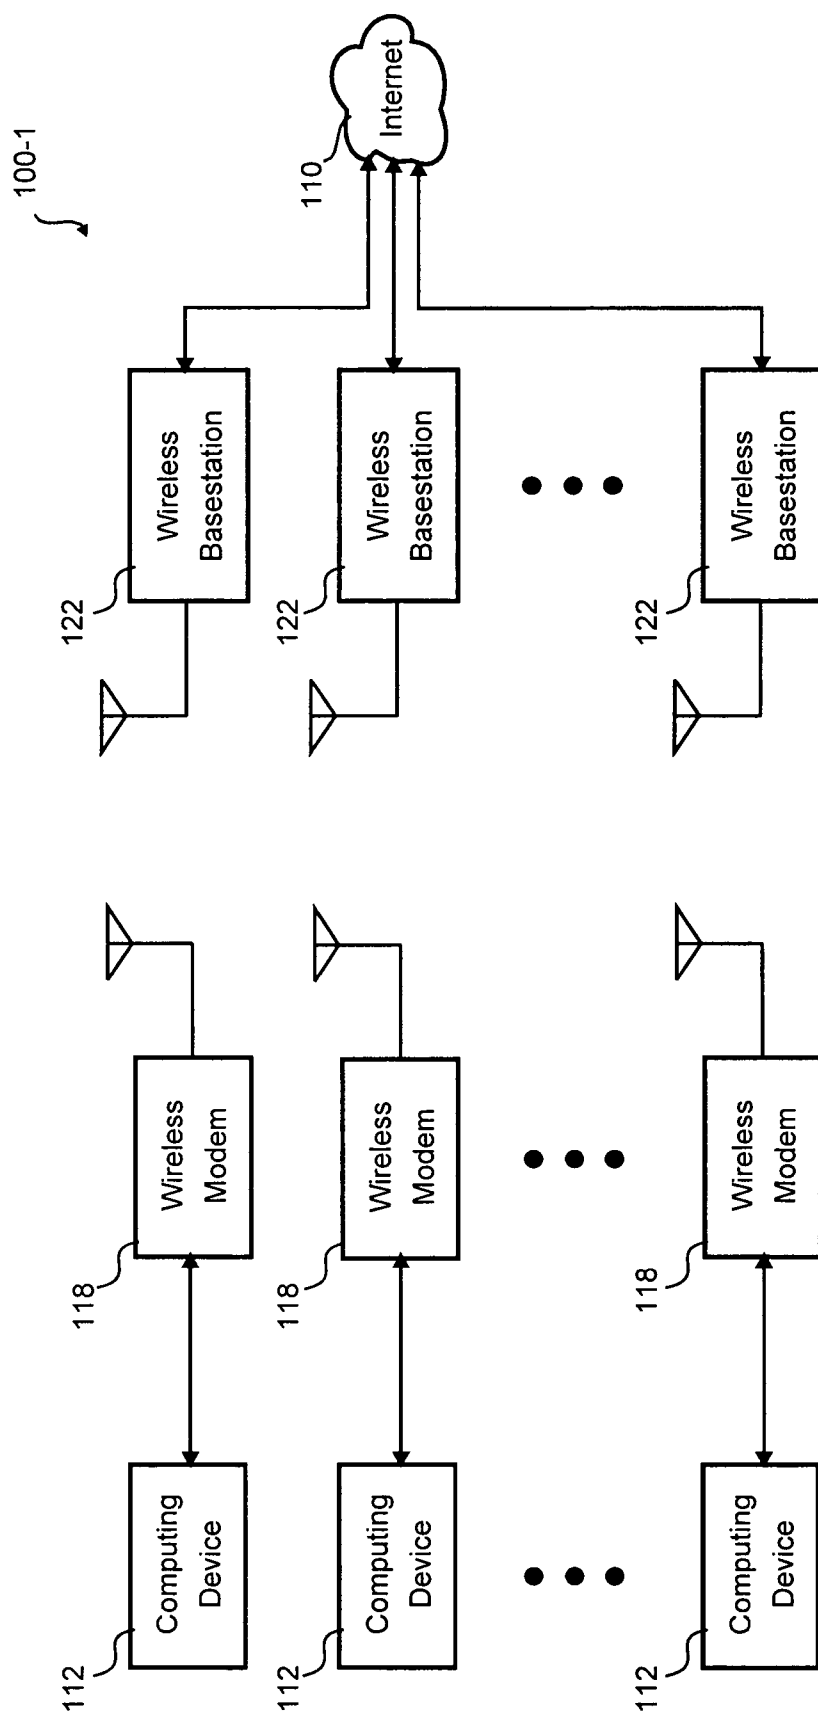 100-1
112
Computing
Device
118
Wireless
Modem
122
Wireless
Basestation
110
Internet
112
Computing
Device
118
Wireless
Modem
122
Wireless
Basestation
112
Computing
Device
118
Wireless
Modem
122
Wireless
Basestation